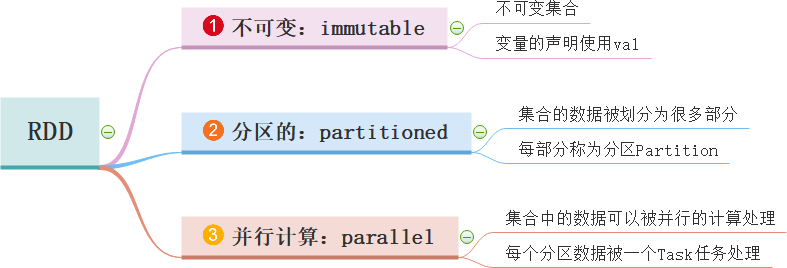 RDD
1 不可变：immutable
不可变集合
变量的声明使用val
2 分区的：partitioned
集合的数据被划分为很多部分
每部分称为分区Partition
3 并行计算：parallel
集合中的数据可以被并行的计算处理
每个分区数据被一个Task任务处理